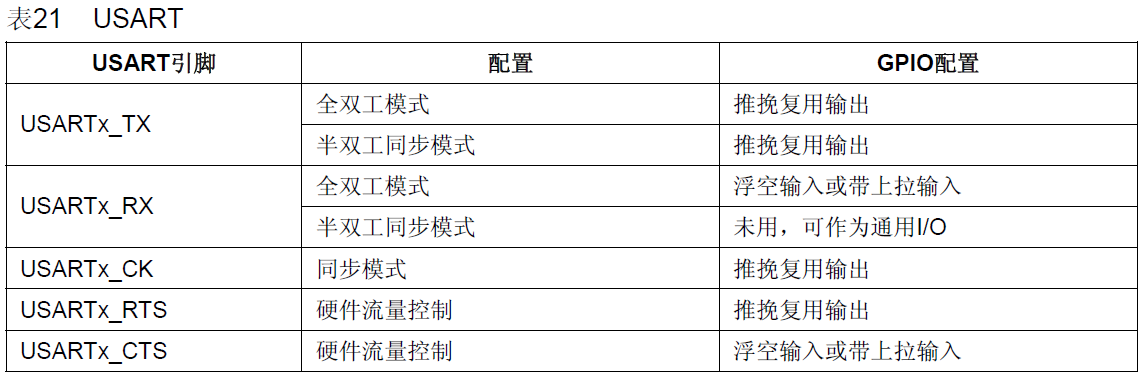 表21 USART
USART引脚 配置 GPIO配置
USARTx_TX 全双工模式 推挽复用输出
半双工同步模式 推挽复用输出
USARTx_RX 全双工模式 浮空输入或带上拉输入
半双工同步模式 未用，可作为通用I/O
USARTx_CK 同步模式 推挽复用输出
USARTx_RTS 硬件流量控制 推挽复用输出
USARTx_CTS 硬件流量控制 浮空输入或带上拉输入